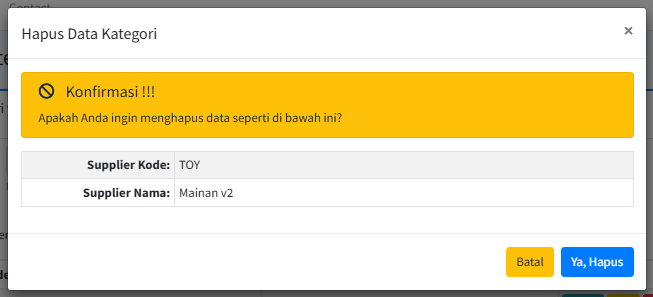 Contact
Hapus Data Kategori
×
Konfirmasi !!!
Apakah Anda ingin menghapus data seperti di bawah ini?
Supplier Kode: TOY
Supplier Nama: Mainan v2
Batal Ya, Hapus